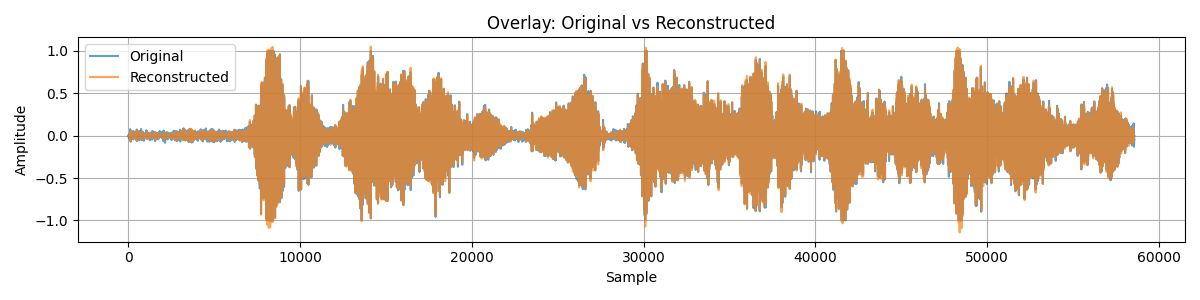 Overlay: Original vs Reconstructed
Original
Reconstructed
Amplitude
1.0
0.5
0.0
−0.5
−1.0
0 10000 20000 30000 40000 50000 60000
Sample